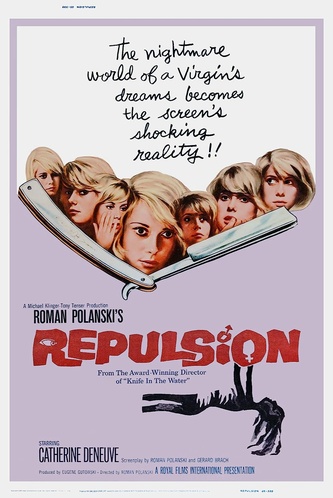 The nightmare
world of a Virgin's
dreams becomes
the screen's
shocking
reality!!
A Michael Klinger-Tony Tenser Production
ROMAN POLANSKI'S
REPULSION
From The Award-Winning Director
of "Knife In The Water"
STARRING
CATHERINE DENEUVE
Screenplay by ROMAN POLANSKI and GERARD BRACH
Produced by EUGENE GUTOWSKI - Directed by ROMAN POLANSKI
A ROYAL FILMS INTERNATIONAL PRESENTATION